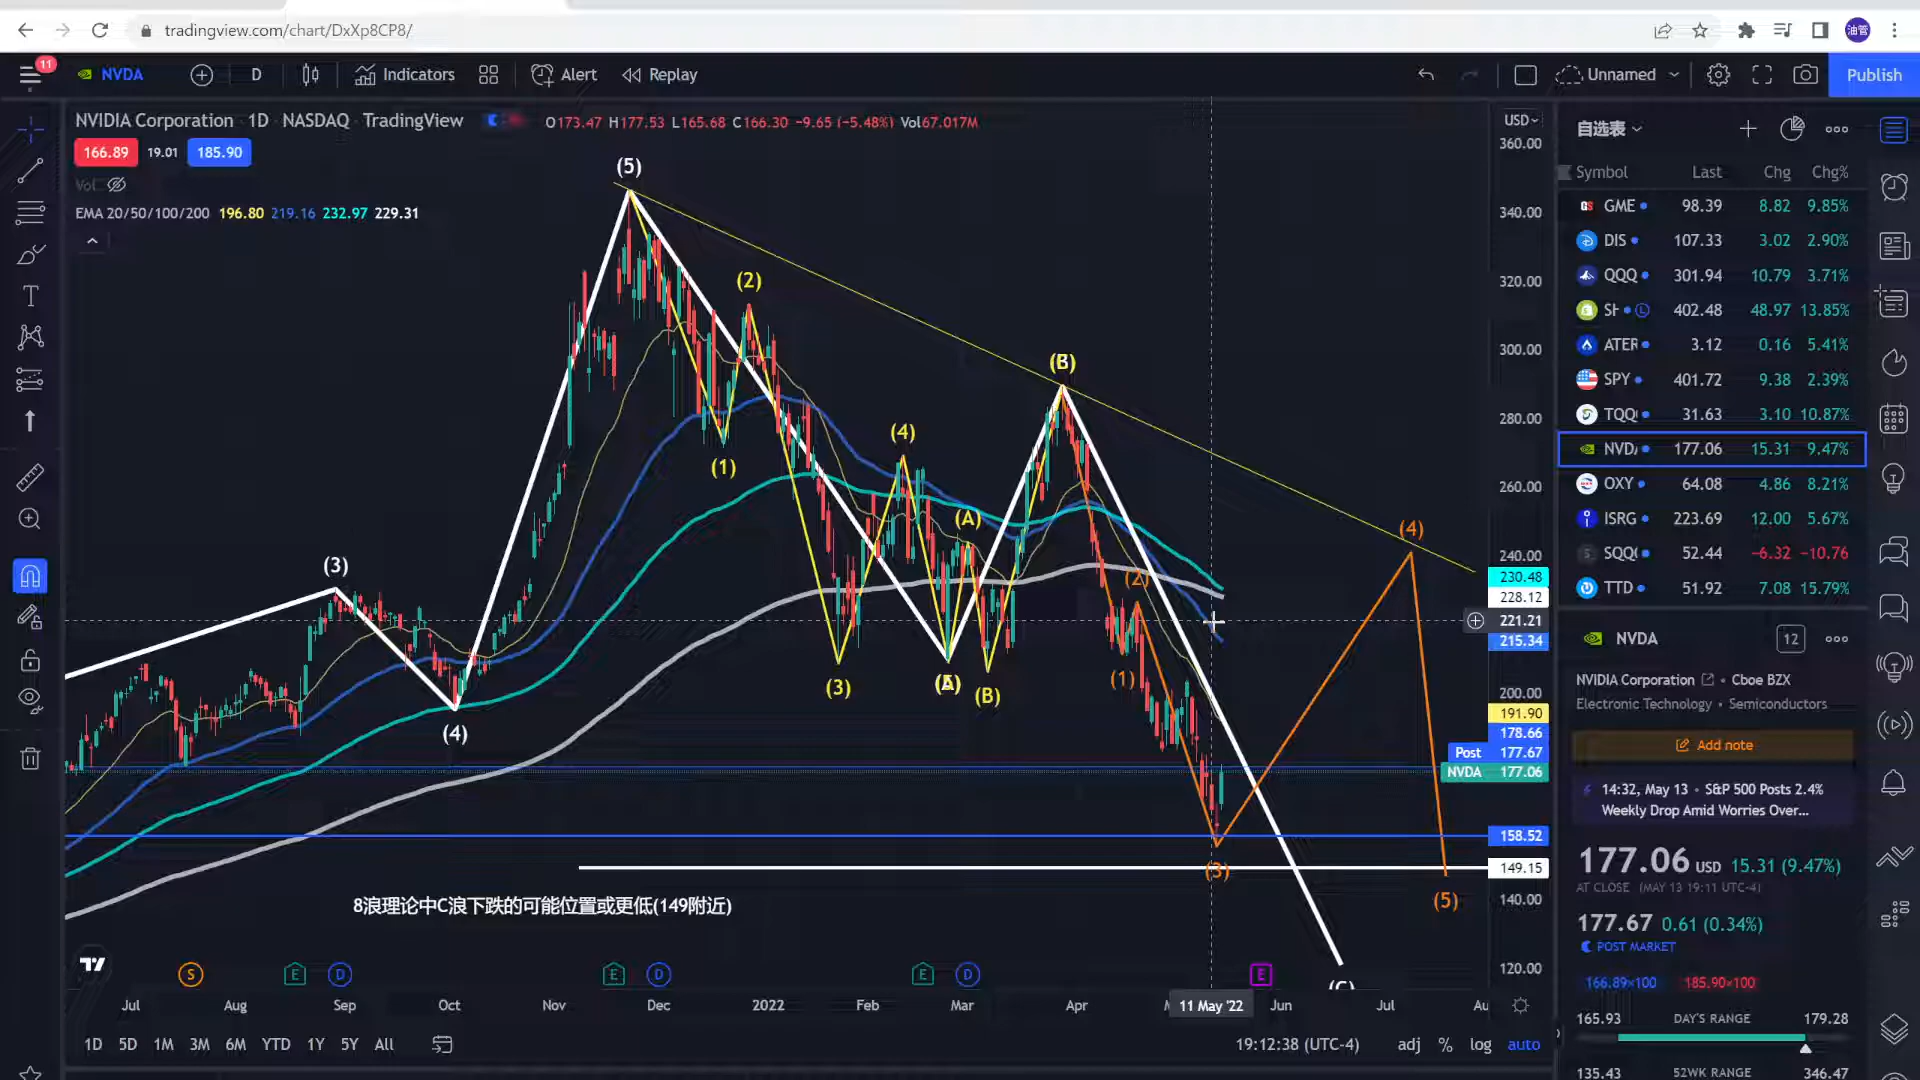 tradingview.com/chart/DxXp8CP8/
油管
11
NVDA
D
Indicators
Alert
Replay
Unnamed
Publish
NVIDIA Corporation · 1D · NASDAQ · TradingView
O173.47 H177.53 L165.68 C166.30 −9.65 (−5.48%) Vol67.017M
166.89 19.01 185.90
Vol
EMA 20/50/100/200 196.80 219.16 232.97 229.31
USD
360.00
340.00
320.00
300.00
280.00
260.00
240.00
230.48
228.12
221.21
215.34
200.00
191.90
178.66
Post 177.67
NVDA 177.06
158.52
149.15
140.00
120.00
(5)
(2)
(B)
(4)
(1)
(A)
(4)
(3)
(2)
(3)
(B)
(1)
(4)
(3)
(5)
8浪理论中C浪下跌的可能位置或更低(149附近)
S E D E D E D E
Jul Aug Sep Oct Nov Dec 2022 Feb Mar Apr 11 May '22 Jun Jul
1D 5D 1M 3M 6M YTD 1Y 5Y All
19:12:38 (UTC-4) adj % log auto
自选表
Symbol Last Chg Chg%
GME 98.39 8.82 9.85%
DIS 107.33 3.02 2.90%
QQQ 301.94 10.79 3.71%
402.48 48.97 13.85%
ATER 3.12 0.16 5.41%
SPY 401.72 9.38 2.39%
31.63 3.10 10.87%
177.06 15.31 9.47%
OXY 64.08 4.86 8.21%
ISRG 223.69 12.00 5.67%
52.44 −6.32 −10.76
TTD 51.92 7.08 15.79%
NVDA
12
NVIDIA Corporation • Cboe BZX
Electronic Technology • Semiconductors
Add note
14:32, May 13 • S&P 500 Posts 2.4%
Weekly Drop Amid Worries Over...
177.06 USD 15.31 (9.47%)
AT CLOSE (MAY 13 19:11 UTC-4)
177.67 0.61 (0.34%)
POST MARKET
166.89×100 185.90×100
165.93 DAY'S RANGE 179.28
135.43 52WK RANGE 346.47